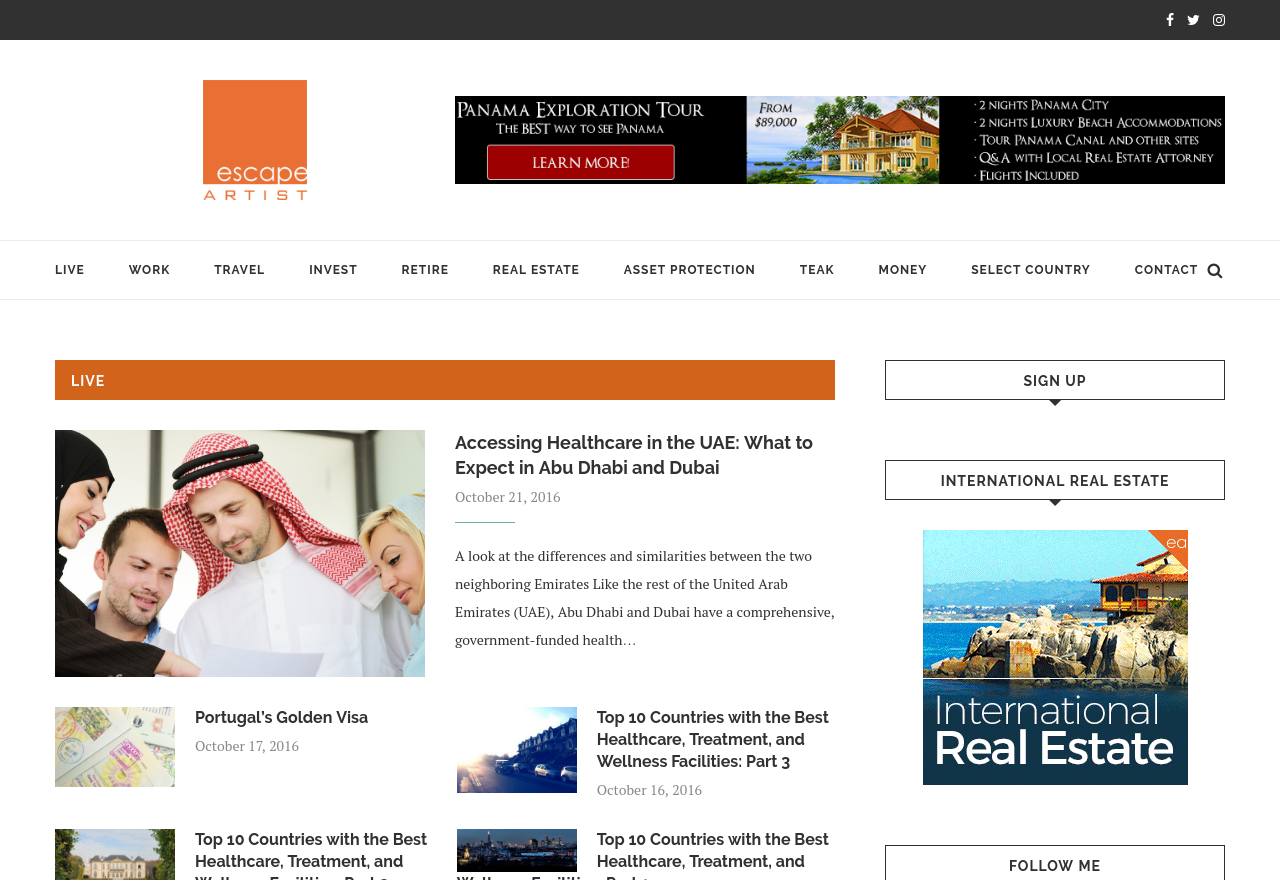 escape
ARTIST
PANAMA EXPLORATION TOUR
THE BEST WAY TO SEE PANAMA
LEARN MORE!
FROM
$89,000
· 2 NIGHTS PANAMA CITY
· 2 NIGHTS LUXURY BEACH ACCOMMODATIONS
· TOUR PANAMA CANAL AND OTHER SITES
· Q&A WITH LOCAL REAL ESTATE ATTORNEY
· FLIGHTS INCLUDED
LIVE WORK TRAVEL INVEST RETIRE REAL ESTATE ASSET PROTECTION TEAK MONEY SELECT COUNTRY CONTACT
LIVE
Accessing Healthcare in the UAE: What to
Expect in Abu Dhabi and Dubai
October 21, 2016
A look at the differences and similarities between the two
neighboring Emirates Like the rest of the United Arab
Emirates (UAE), Abu Dhabi and Dubai have a comprehensive,
government-funded health…
Portugal’s Golden Visa
October 17, 2016
Top 10 Countries with the Best
Healthcare, Treatment, and
Wellness Facilities: Part 3
October 16, 2016
Top 10 Countries with the Best
Healthcare, Treatment, and
Top 10 Countries with the Best
Healthcare, Treatment, and
SIGN UP
INTERNATIONAL REAL ESTATE
ea
International
Real Estate
FOLLOW ME